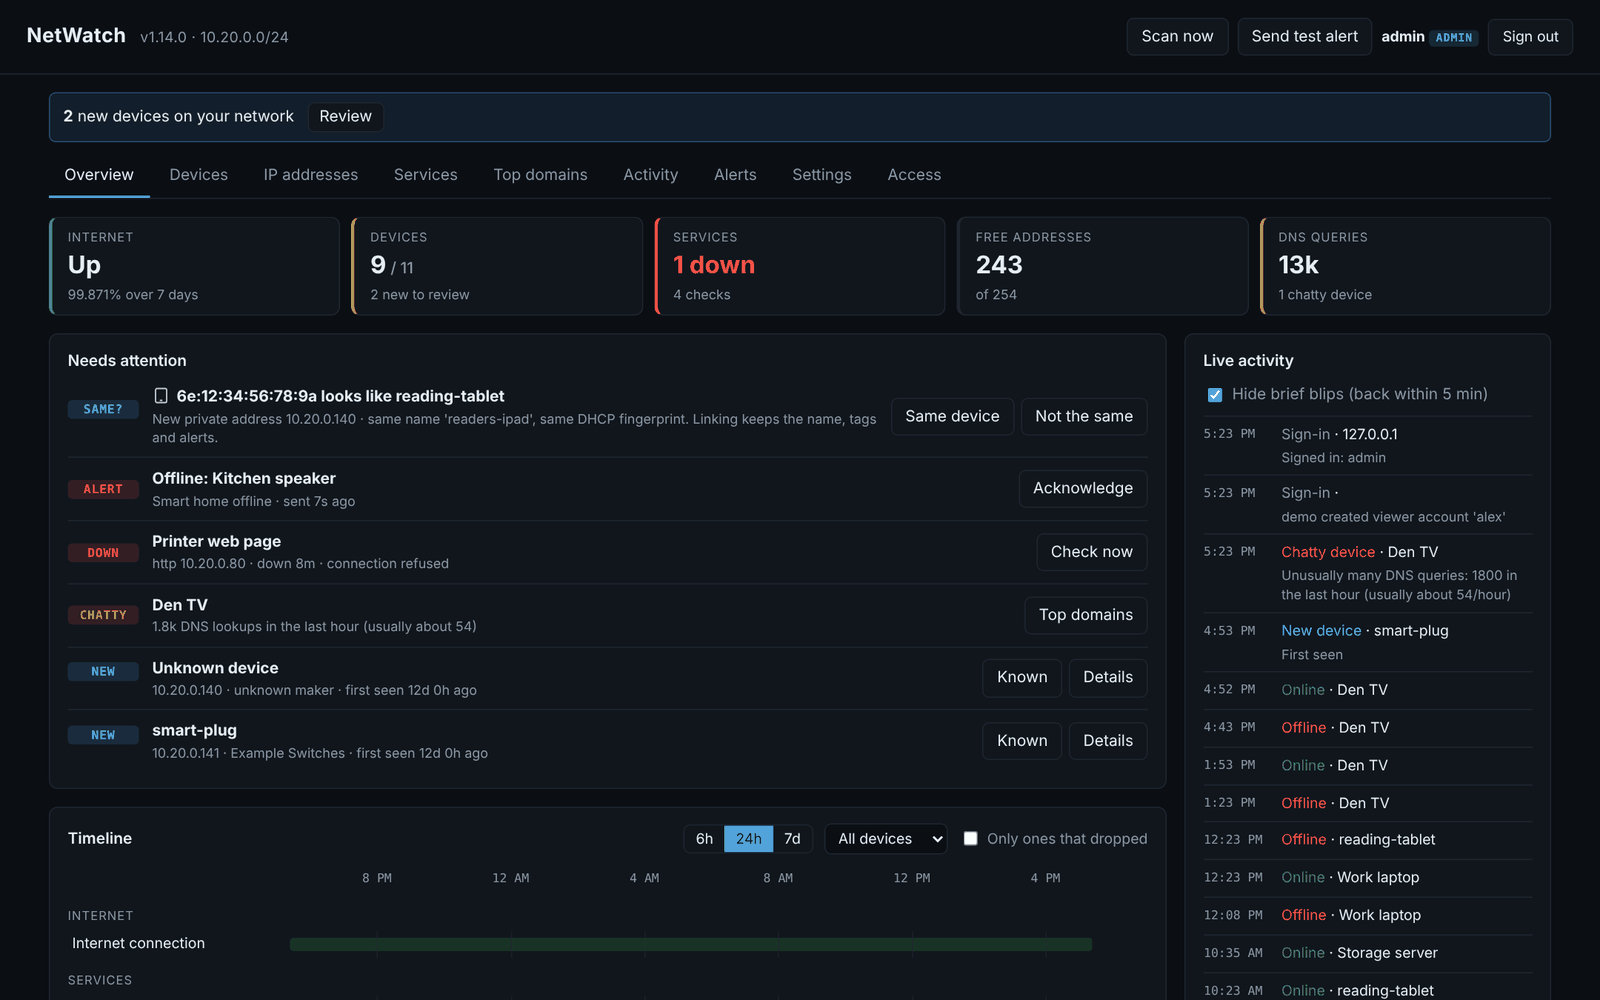 NetWatch v1.14.0 · 10.20.0.0/24
Scan now
Send test alert
admin ADMIN
Sign out
2 new devices on your network
Review
Overview
Devices
IP addresses
Services
Top domains
Activity
Alerts
Settings
Access
INTERNET
Up
99.871% over 7 days
DEVICES
9 / 11
2 new to review
SERVICES
1 down
4 checks
FREE ADDRESSES
243
of 254
DNS QUERIES
13k
1 chatty device
Needs attention
SAME?
6e:12:34:56:78:9a looks like reading-tablet
New private address 10.20.0.140 · same name 'readers-ipad', same DHCP fingerprint. Linking keeps the name, tags
and alerts.
Same device
Not the same
ALERT
Offline: Kitchen speaker
Smart home offline · sent 7s ago
Acknowledge
DOWN
Printer web page
http 10.20.0.80 · down 8m · connection refused
Check now
CHATTY
Den TV
1.8k DNS lookups in the last hour (usually about 54)
Top domains
NEW
Unknown device
10.20.0.140 · unknown maker · first seen 12d 0h ago
Known
Details
NEW
smart-plug
10.20.0.141 · Example Switches · first seen 12d 0h ago
Known
Details
Timeline
6h
24h
7d
All devices
Only ones that dropped
8 PM
12 AM
4 AM
8 AM
12 PM
4 PM
INTERNET
Internet connection
SERVICES
Live activity
Hide brief blips (back within 5 min)
5:23 PM Sign-in · 127.0.0.1
Signed in: admin
5:23 PM Sign-in ·
demo created viewer account 'alex'
5:23 PM Chatty device · Den TV
Unusually many DNS queries: 1800 in
the last hour (usually about 54/hour)
4:53 PM New device · smart-plug
First seen
4:52 PM Online · Den TV
4:43 PM Offline · Den TV
1:53 PM Online · Den TV
1:23 PM Offline · Den TV
12:23 PM Offline · reading-tablet
12:23 PM Online · Work laptop
12:08 PM Offline · Work laptop
10:35 AM Online · Storage server
10:23 AM Online · reading-tablet